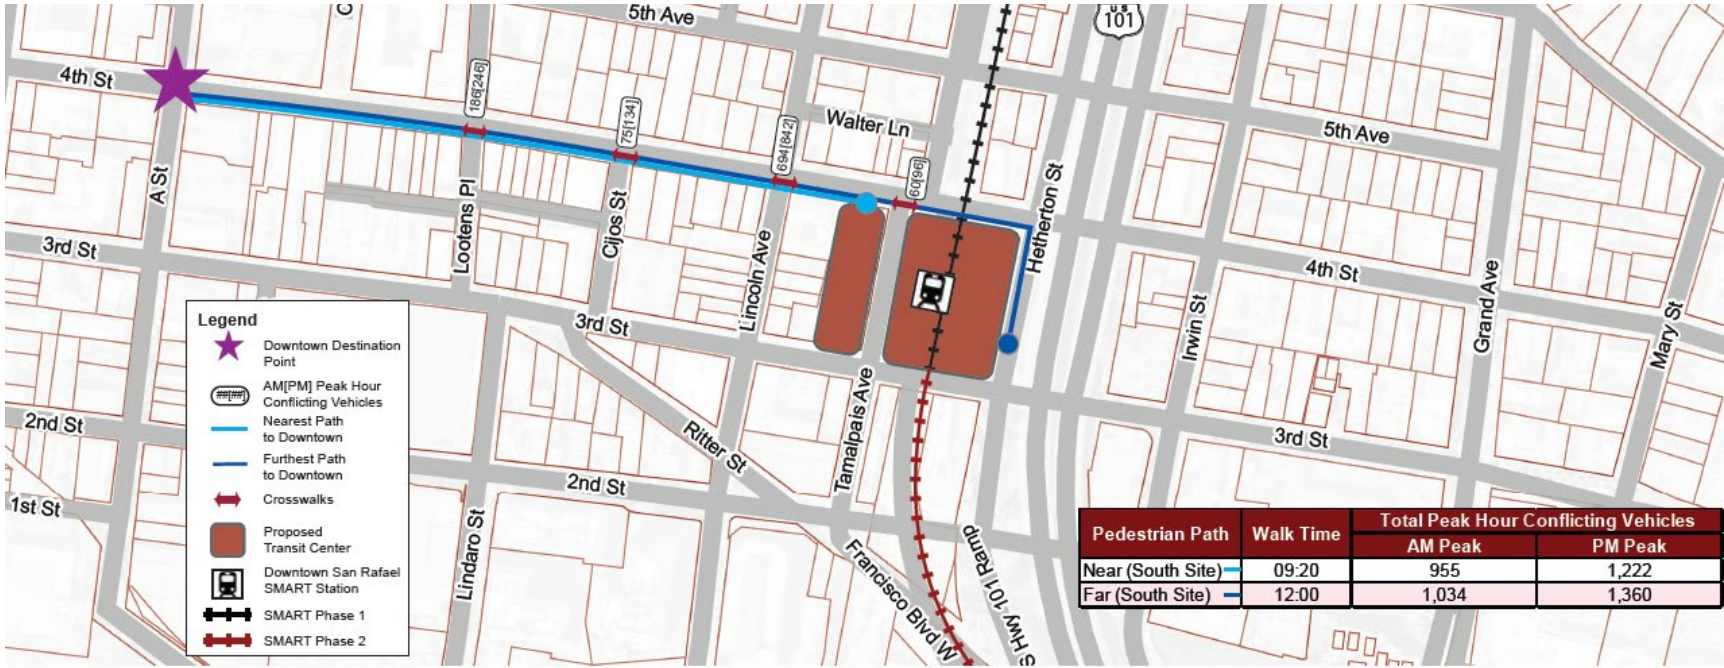 5th Ave
US
101
4th St
186[246]
75[134]
694[842]
60[96]
Walter Ln
5th Ave
A St
Lootens Pl
Cijos St
Lincoln Ave
Hetherton St
3rd St
3rd St
4th St
Irwin St
Grand Ave
Mary St
Legend
Downtown Destination
Point
AM[PM] Peak Hour
Conflicting Vehicles
##[##]
Nearest Path
to Downtown
Furthest Path
to Downtown
Crosswalks
Proposed
Transit Center
Downtown San Rafael
SMART Station
SMART Phase 1
SMART Phase 2
2nd St
1st St
Lindaro St
2nd St
Ritter St
Tamalpais Ave
Francisco Blvd W
S Hwy 101 Ramp
3rd St
Pedestrian Path Walk Time Total Peak Hour Conflicting Vehicles
AM Peak PM Peak
Near (South Site) 09:20 955 1,222
Far (South Site) 12:00 1,034 1,360